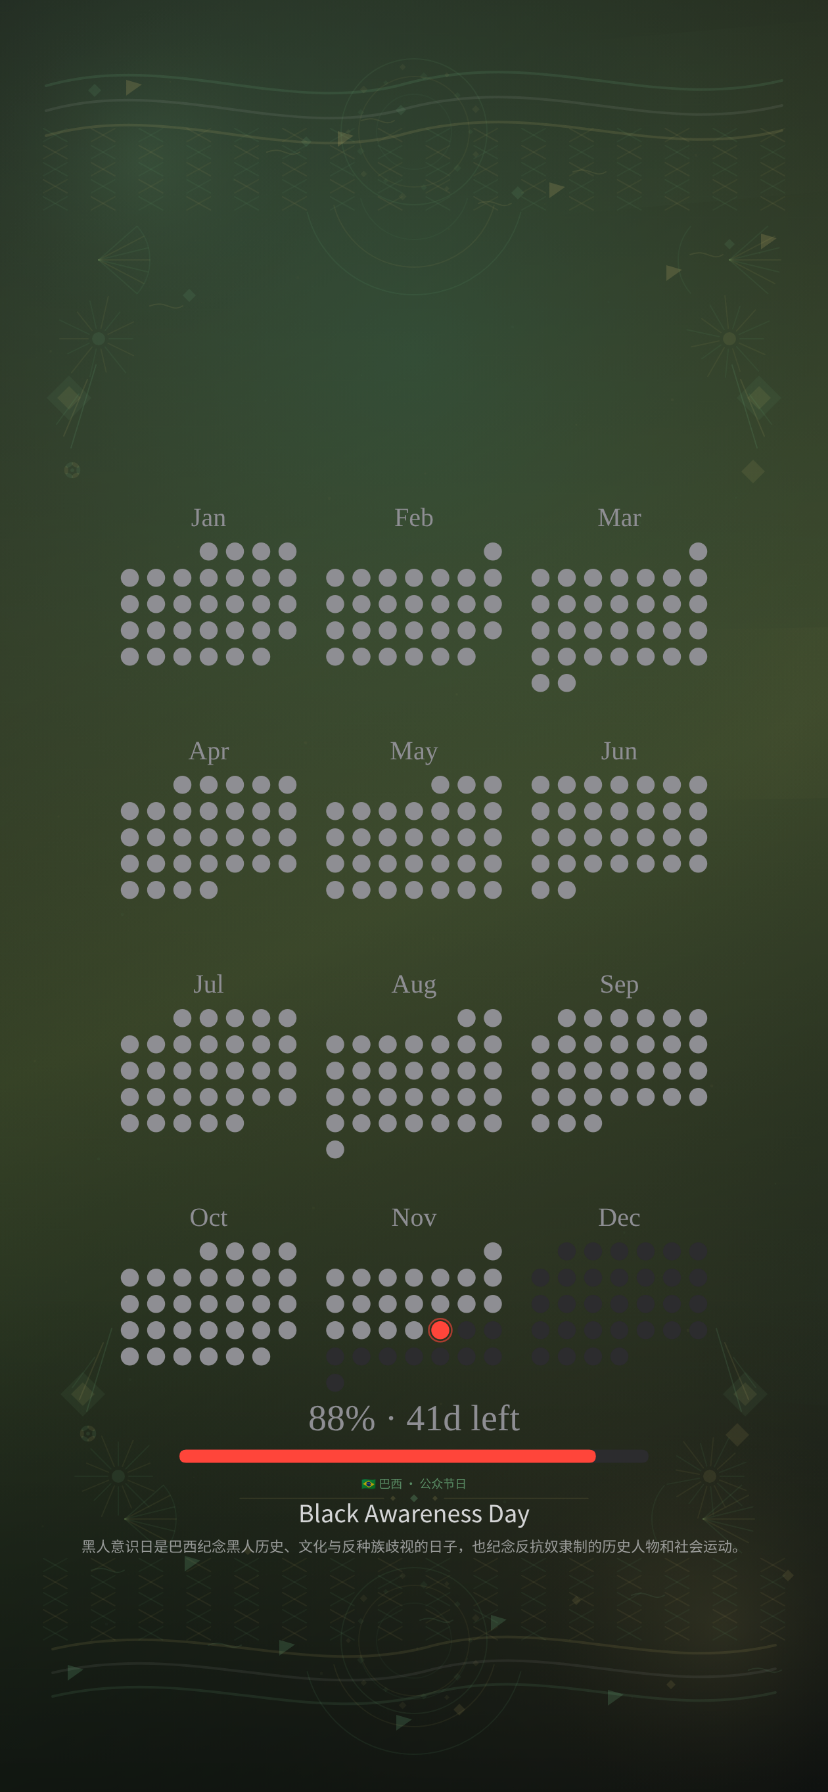 Jan Feb Mar
Apr May Jun
Jul Aug Sep
Oct Nov Dec
88% · 41d left
🇧🇷 巴西 · 公众节日
Black Awareness Day
黑人意识日是巴西纪念黑人历史、文化与反种族歧视的日子，也纪念反抗奴隶制的历史人物和社会运动。